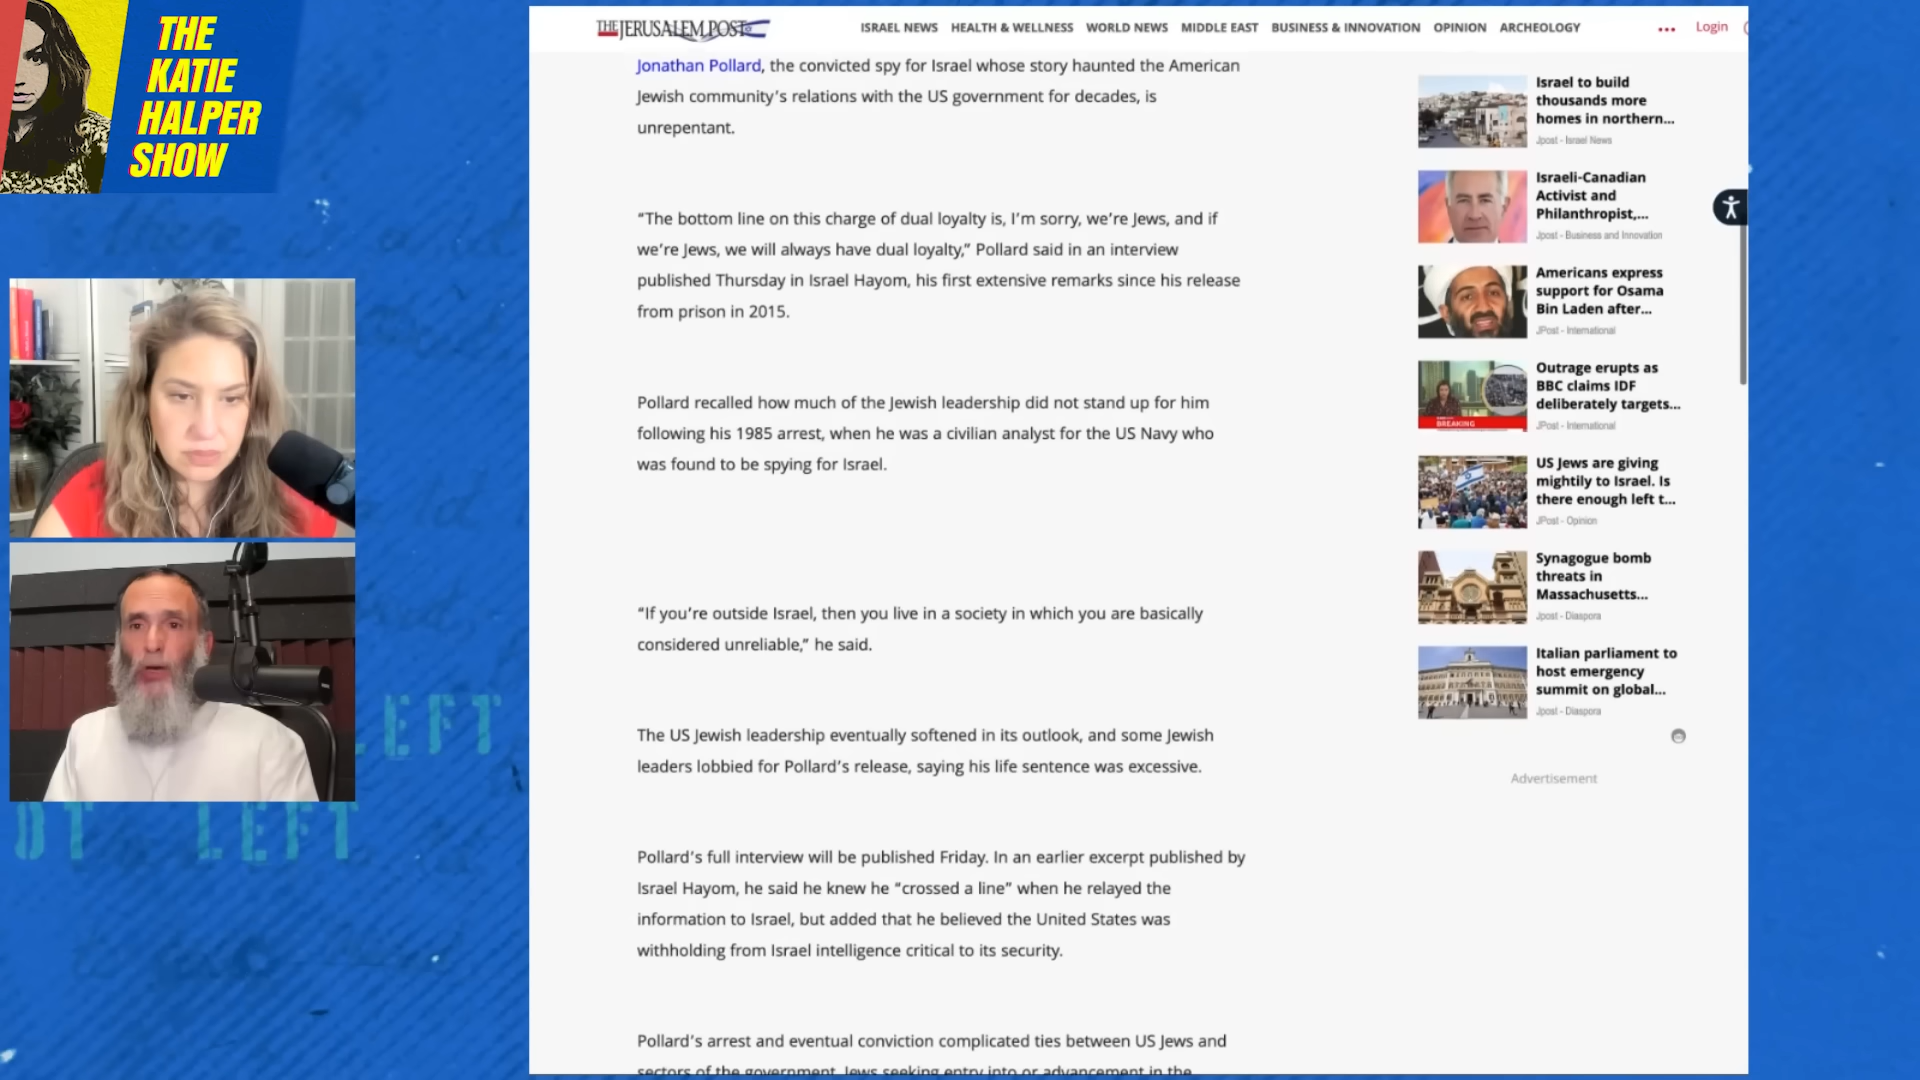 THE
KATIE
HALPER
SHOW
THE JERUSALEM POST
ISRAEL NEWS HEALTH & WELLNESS WORLD NEWS MIDDLE EAST BUSINESS & INNOVATION OPINION ARCHEOLOGY
... Login
Jonathan Pollard, the convicted spy for Israel whose story haunted the American
Jewish community’s relations with the US government for decades, is
unrepentant.
“The bottom line on this charge of dual loyalty is, I’m sorry, we’re Jews, and if
we’re Jews, we will always have dual loyalty,” Pollard said in an interview
published Thursday in Israel Hayom, his first extensive remarks since his release
from prison in 2015.
Pollard recalled how much of the Jewish leadership did not stand up for him
following his 1985 arrest, when he was a civilian analyst for the US Navy who
was found to be spying for Israel.
“If you’re outside Israel, then you live in a society in which you are basically
considered unreliable,” he said.
The US Jewish leadership eventually softened in its outlook, and some Jewish
leaders lobbied for Pollard’s release, saying his life sentence was excessive.
Pollard’s full interview will be published Friday. In an earlier excerpt published by
Israel Hayom, he said he knew he “crossed a line” when he relayed the
information to Israel, but added that he believed the United States was
withholding from Israel intelligence critical to its security.
Pollard’s arrest and eventual conviction complicated ties between US Jews and
sectors of the government. Jews seeking entry into or advancement in the
Israel to build
thousands more
homes in northern...
Jpost - Israel News
Israeli-Canadian
Activist and
Philanthropist,...
Jpost - Business and Innovation
Americans express
support for Osama
Bin Laden after...
JPost - International
Outrage erupts as
BBC claims IDF
deliberately targets...
JPost - International
BREAKING
US Jews are giving
mightily to Israel. Is
there enough left t...
JPost - Opinion
Synagogue bomb
threats in
Massachusetts...
Jpost - Diaspora
Italian parliament to
host emergency
summit on global...
Jpost - Diaspora
Advertisement
LEFT
OT LEFT